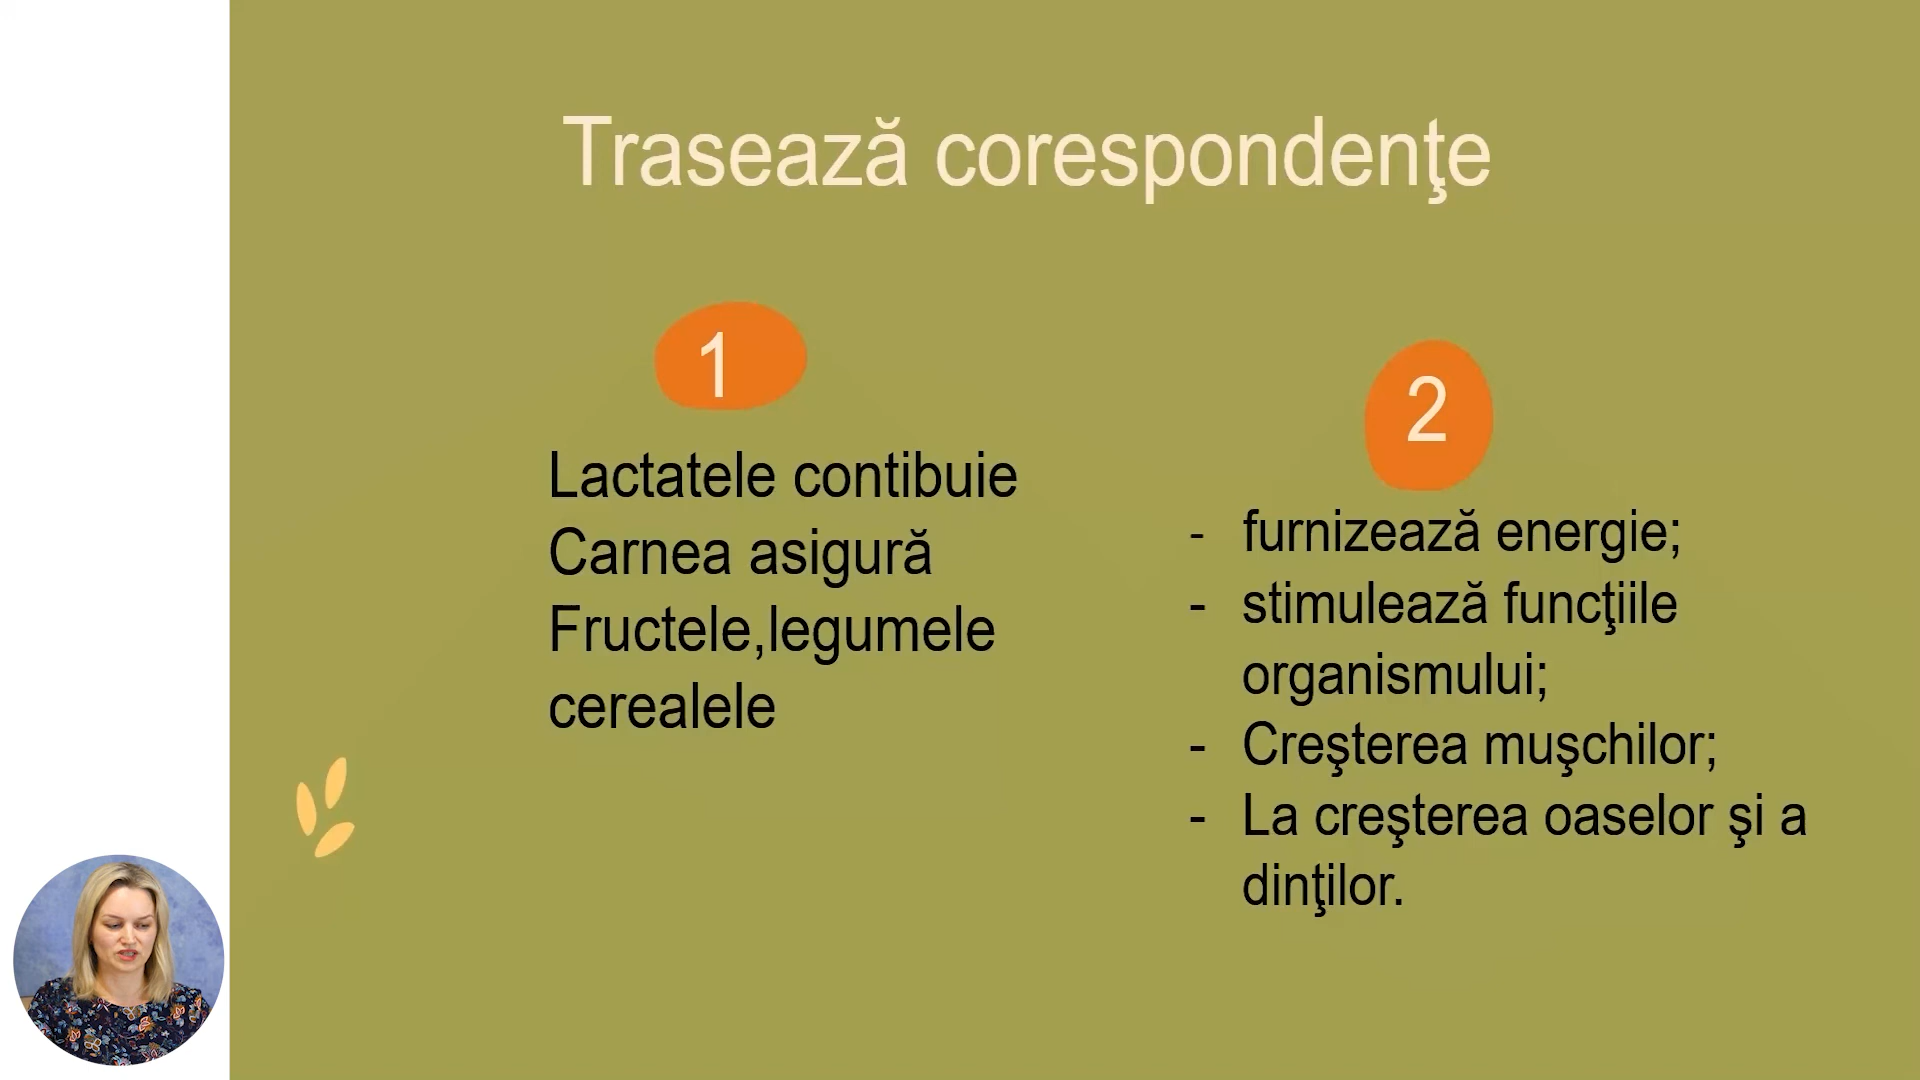 Trasează corespondenţe
1
Lactatele contibuie
Carnea asigură
Fructele,legumele
cerealele
2
- furnizează energie;
- stimulează funcţiile
organismului;
- Creşterea muşchilor;
- La creşterea oaselor şi a
dinţilor.